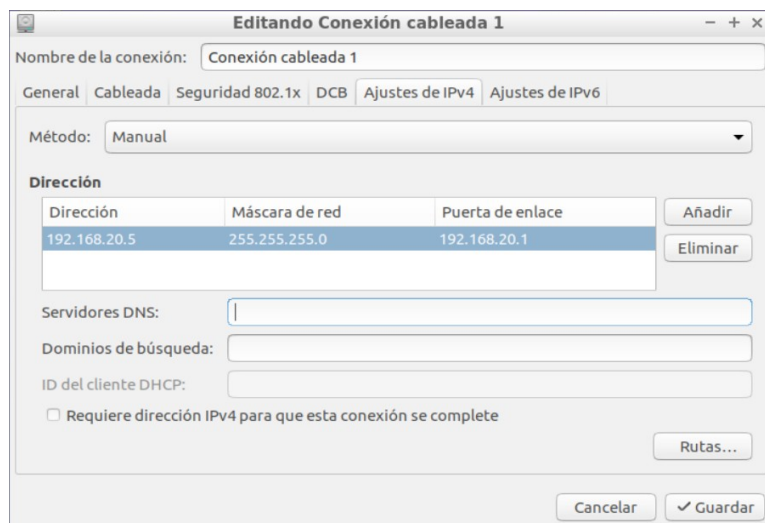 Editando Conexión cableada 1
Nombre de la conexión: Conexión cableada 1
General Cableada Seguridad 802.1x DCB Ajustes de IPv4 Ajustes de IPv6
Método: Manual
Dirección
Dirección Máscara de red Puerta de enlace Añadir
192.168.20.5 255.255.255.0 192.168.20.1
Eliminar
Servidores DNS:
Dominios de búsqueda:
ID del cliente DHCP:
Requiere dirección IPv4 para que esta conexión se complete
Rutas...
Cancelar Guardar